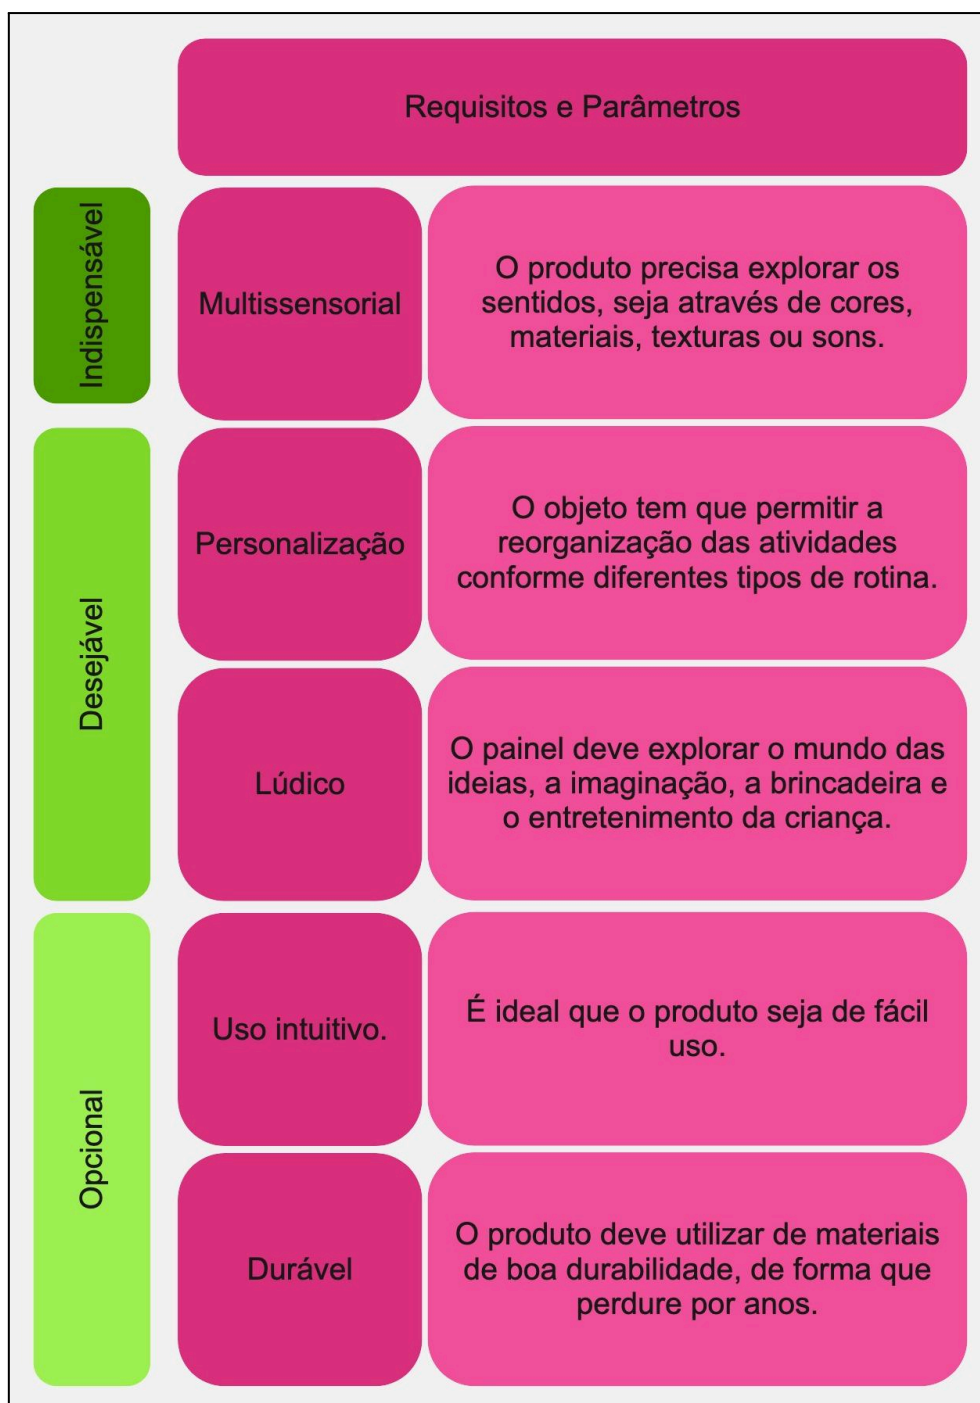 Requisitos e Parâmetros
Indispensável
Multissensorial
O produto precisa explorar os
sentidos, seja através de cores,
materiais, texturas ou sons.
Desejável
Personalização
O objeto tem que permitir a
reorganização das atividades
conforme diferentes tipos de rotina.
Lúdico
O painel deve explorar o mundo das
ideias, a imaginação, a brincadeira e
o entretenimento da criança.
Opcional
Uso intuitivo.
É ideal que o produto seja de fácil
uso.
Durável
O produto deve utilizar de materiais
de boa durabilidade, de forma que
perdure por anos.